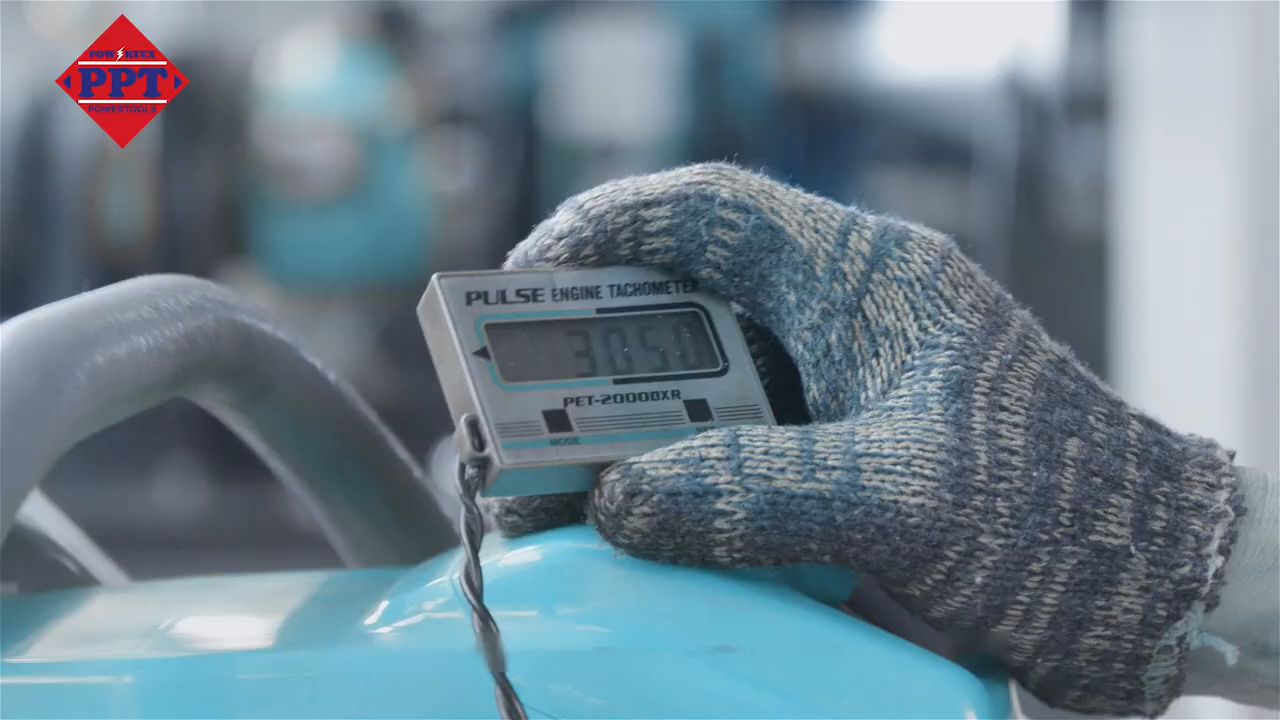 POWERTEX
PPT
POWERTOOLS
PULSE ENGINE TACHOMETER
3050
PET-2000DXR
MODE